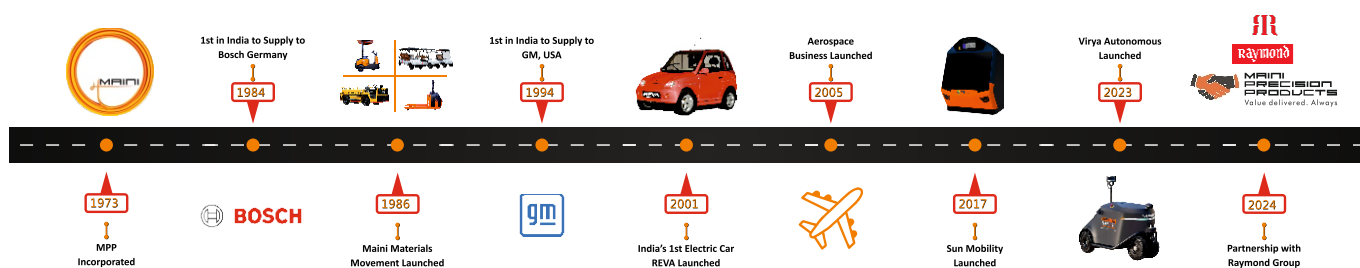 MAINI
1973
MPP
Incorporated
1st in India to Supply to
Bosch Germany
1984
BOSCH
1986
Maini Materials
Movement Launched
1st in India to Supply to
GM, USA
1994
gm
2001
India's 1st Electric Car
REVA Launched
Aerospace
Business Launched
2005
2017
Sun Mobility
Launched
Virya Autonomous
Launched
2023
Raymond
MAINI
PRECISION
PRODUCTS
Value delivered. Always
2024
Partnership with
Raymond Group